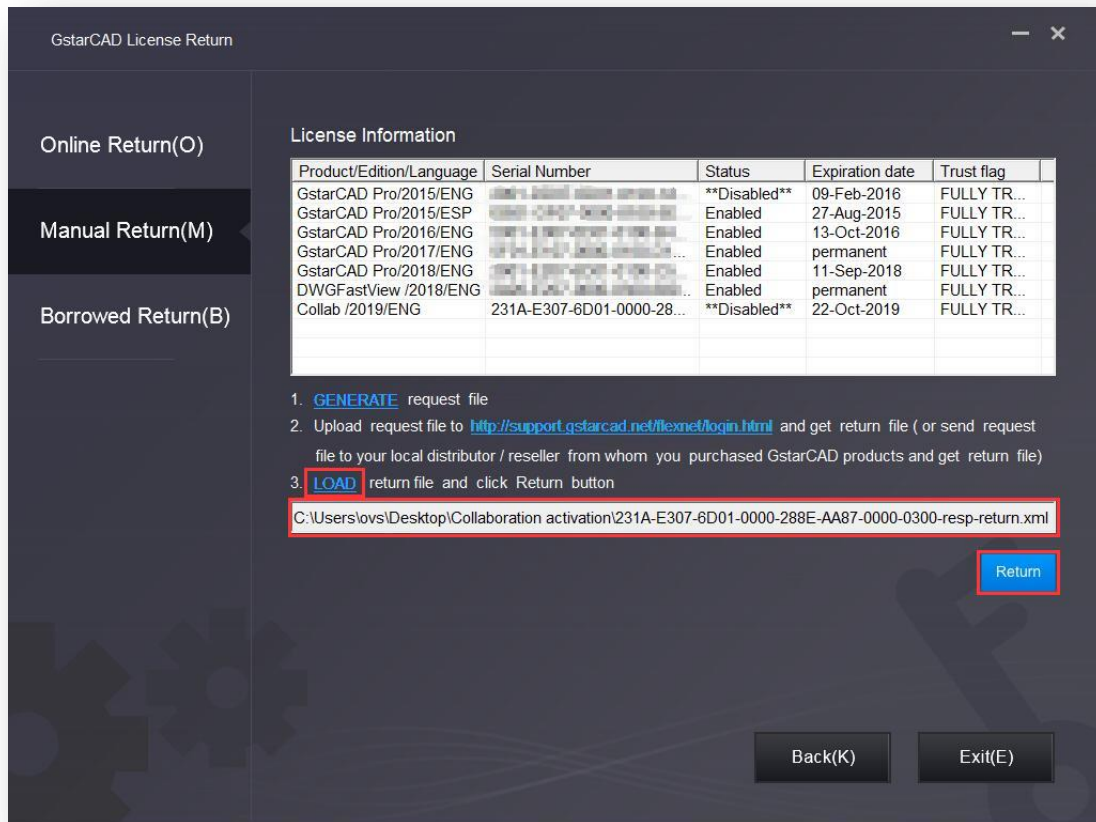 GstarCAD License Return
Online Return(O)
Manual Return(M)
Borrowed Return(B)
License Information
Product/Edition/Language Serial Number Status Expiration date Trust flag
GstarCAD Pro/2015/ENG **Disabled** 09-Feb-2016 FULLY TR...
GstarCAD Pro/2015/ESP Enabled 27-Aug-2015 FULLY TR...
GstarCAD Pro/2016/ENG Enabled 13-Oct-2016 FULLY TR...
GstarCAD Pro/2017/ENG Enabled permanent FULLY TR...
GstarCAD Pro/2018/ENG Enabled 11-Sep-2018 FULLY TR...
DWGFastView /2018/ENG Enabled permanent FULLY TR...
Collab /2019/ENG 231A-E307-6D01-0000-28... **Disabled** 22-Oct-2019 FULLY TR...
1. GENERATE request file
2. Upload request file to http://support.gstarcad.net/flexnet/login.html and get return file ( or send request
file to your local distributor / reseller from whom you purchased GstarCAD products and get return file)
3. LOAD return file and click Return button
C:\Users\ovs\Desktop\Collaboration activation\231A-E307-6D01-0000-288E-AA87-0000-0300-resp-return.xml
Return
Back(K)
Exit(E)